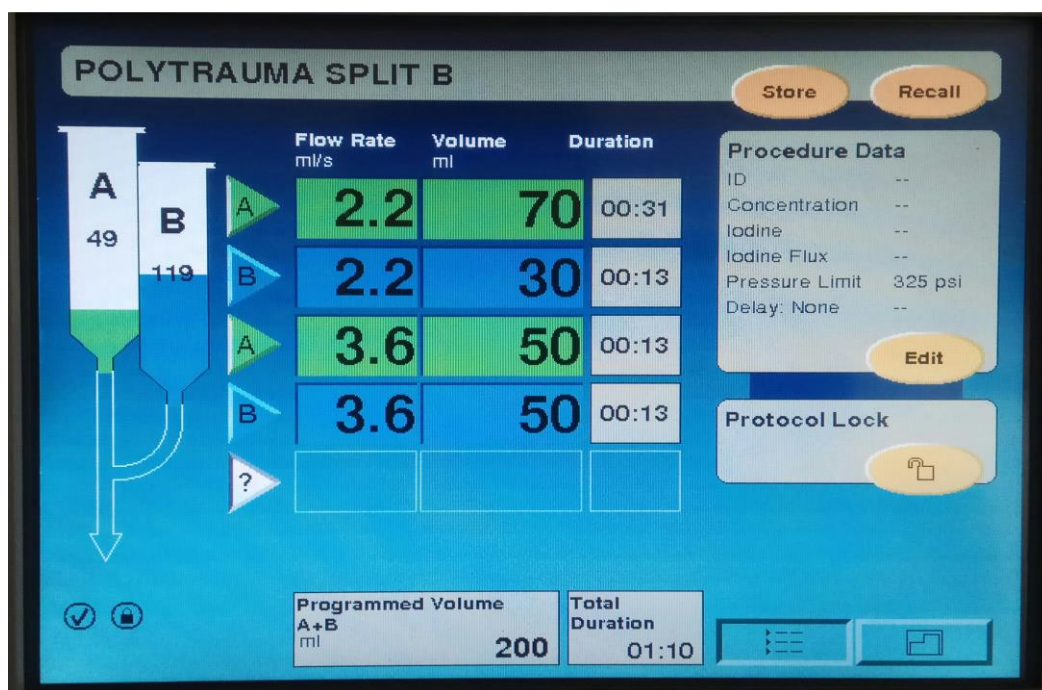 POLYTRAUMA SPLIT B
Store
Recall
Flow Rate
ml/s
Volume
ml
Duration
A
49
B
119
A 2.2 70 00:31
B 2.2 30 00:13
A 3.6 50 00:13
B 3.6 50 00:13
?
Procedure Data
ID --
Concentration --
Iodine --
Iodine Flux --
Pressure Limit 325 psi
Delay: None --
Edit
Protocol Lock
Programmed Volume
A+B
ml
200
Total
Duration
01:10